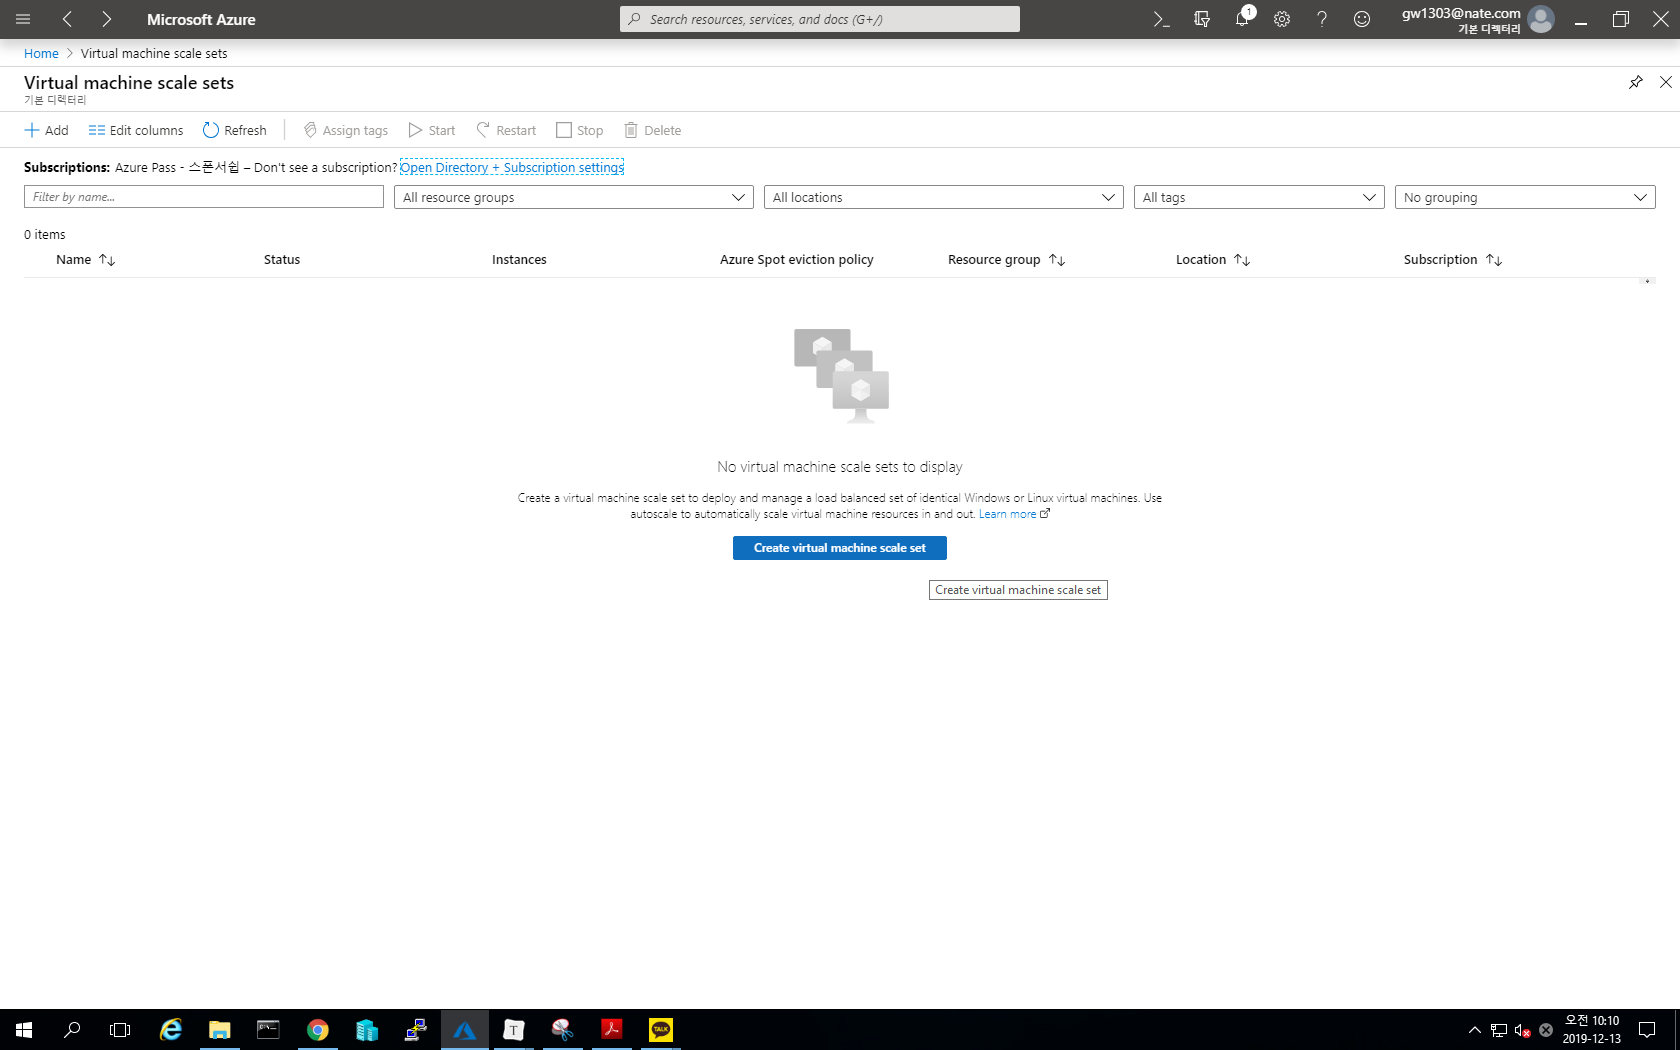 Microsoft Azure
Search resources, services, and docs (G+/)
1
gw1303@nate.com
기본 디렉터리
Home > Virtual machine scale sets
Virtual machine scale sets
기본 디렉터리
Add Edit columns Refresh Assign tags Start Restart Stop Delete
Subscriptions: Azure Pass - 스폰서쉽 – Don't see a subscription? Open Directory + Subscription settings
Filter by name... All resource groups All locations All tags No grouping
0 items
Name Status Instances Azure Spot eviction policy Resource group Location Subscription
No virtual machine scale sets to display
Create a virtual machine scale set to deploy and manage a load balanced set of identical Windows or Linux virtual machines. Use
autoscale to automatically scale virtual machine resources in and out. Learn more
Create virtual machine scale set
Create virtual machine scale set
T
TALK
오전 10:10
2019-12-13